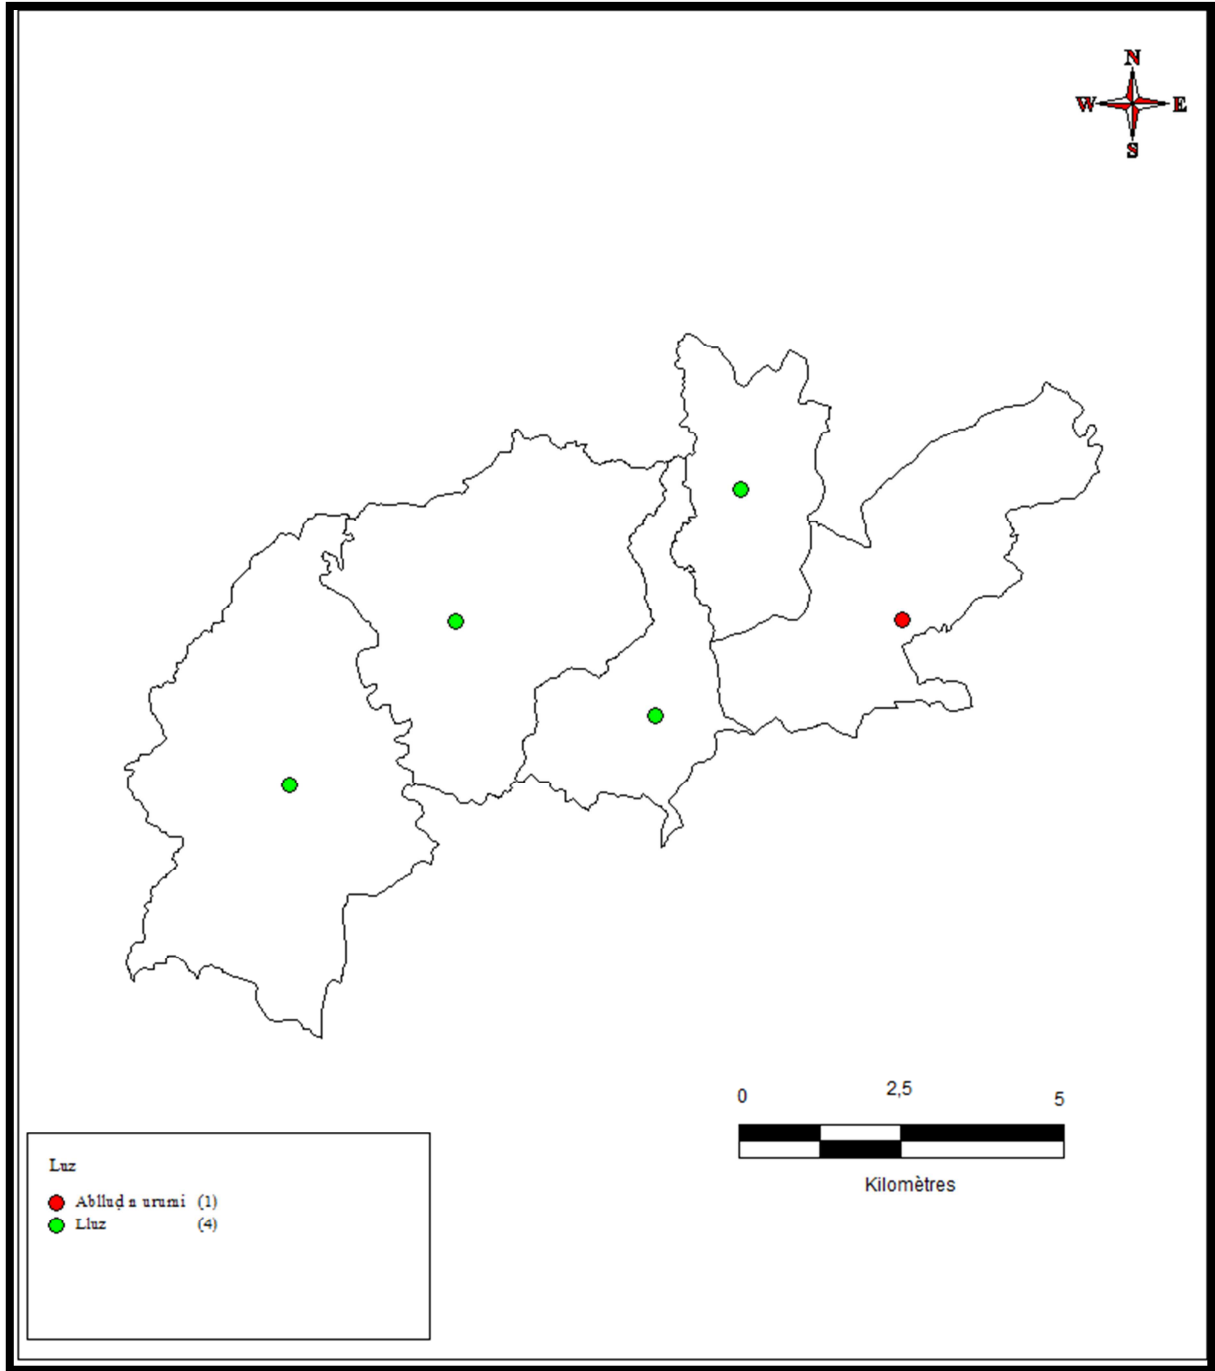 N
W E
S
0 2,5 5
Kilomètres
Luz
Ablluḍ n urumi (1)
Lluz (4)